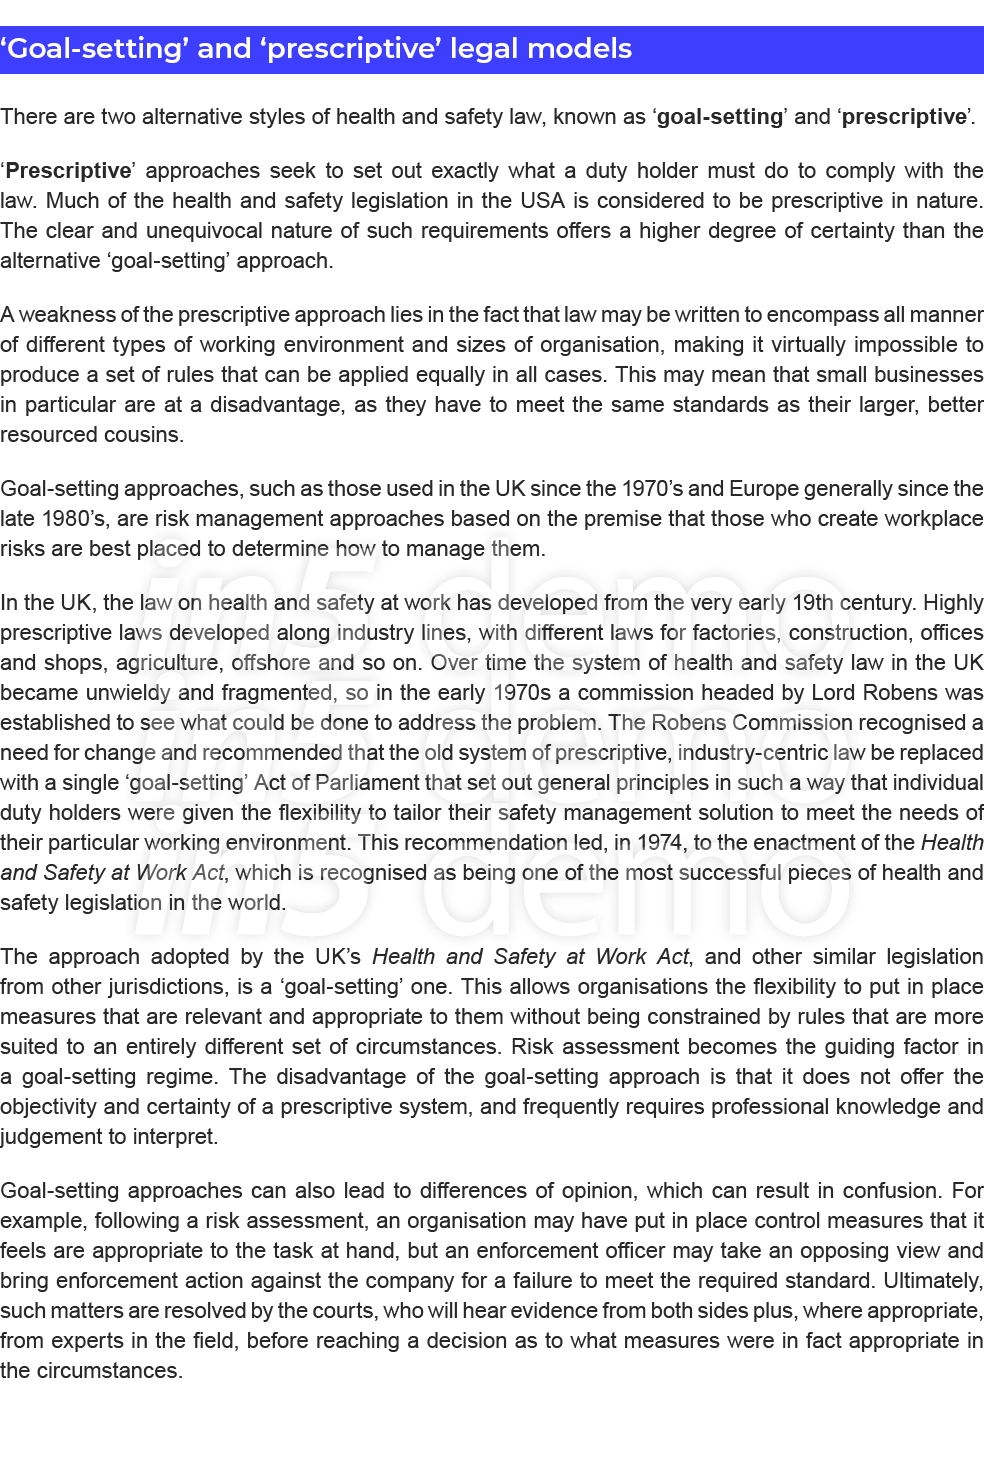 ‘Goal-setting’ and ‘prescriptive’ legal models
There are two alternative styles of health and safety law, known as ‘goal-setting’ and ‘prescriptive’.
‘Prescriptive’ approaches seek to set out exactly what a duty holder must do to comply with the
law. Much of the health and safety legislation in the USA is considered to be prescriptive in nature.
The clear and unequivocal nature of such requirements offers a higher degree of certainty than the
alternative ‘goal-setting’ approach.
A weakness of the prescriptive approach lies in the fact that law may be written to encompass all manner
of different types of working environment and sizes of organisation, making it virtually impossible to
produce a set of rules that can be applied equally in all cases. This may mean that small businesses
in particular are at a disadvantage, as they have to meet the same standards as their larger, better
resourced cousins.
Goal-setting approaches, such as those used in the UK since the 1970’s and Europe generally since the
late 1980’s, are risk management approaches based on the premise that those who create workplace
risks are best placed to determine how to manage them.
In the UK, the law on health and safety at work has developed from the very early 19th century. Highly
prescriptive laws developed along industry lines, with different laws for factories, construction, offices
and shops, agriculture, offshore and so on. Over time the system of health and safety law in the UK
became unwieldy and fragmented, so in the early 1970s a commission headed by Lord Robens was
established to see what could be done to address the problem. The Robens Commission recognised a
need for change and recommended that the old system of prescriptive, industry-centric law be replaced
with a single ‘goal-setting’ Act of Parliament that set out general principles in such a way that individual
duty holders were given the flexibility to tailor their safety management solution to meet the needs of
their particular working environment. This recommendation led, in 1974, to the enactment of the Health
and Safety at Work Act, which is recognised as being one of the most successful pieces of health and
safety legislation in the world.
The approach adopted by the UK’s Health and Safety at Work Act, and other similar legislation
from other jurisdictions, is a ‘goal-setting’ one. This allows organisations the flexibility to put in place
measures that are relevant and appropriate to them without being constrained by rules that are more
suited to an entirely different set of circumstances. Risk assessment becomes the guiding factor in
a goal-setting regime. The disadvantage of the goal-setting approach is that it does not offer the
objectivity and certainty of a prescriptive system, and frequently requires professional knowledge and
judgement to interpret.
Goal-setting approaches can also lead to differences of opinion, which can result in confusion. For
example, following a risk assessment, an organisation may have put in place control measures that it
feels are appropriate to the task at hand, but an enforcement officer may take an opposing view and
bring enforcement action against the company for a failure to meet the required standard. Ultimately,
such matters are resolved by the courts, who will hear evidence from both sides plus, where appropriate,
from experts in the field, before reaching a decision as to what measures were in fact appropriate in
the circumstances.
in5 demo
in5 demo
in5 demo